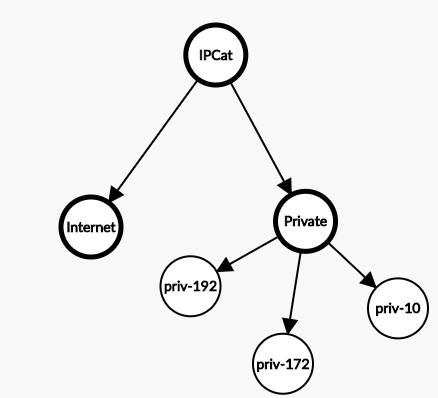 IPCat
Internet
Private
priv-192
priv-10
priv-172